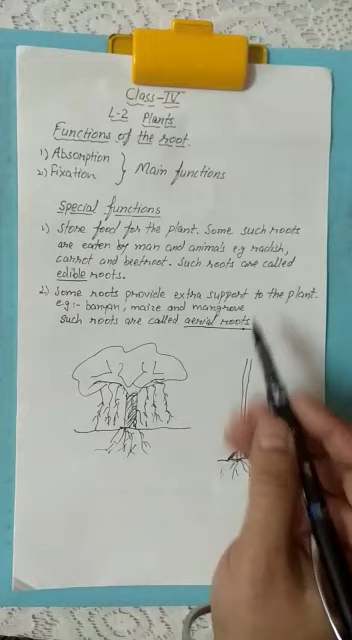 Class-IV
L-2 Plants
Functions of the root.
1) Absorption
2) Fixation } Main functions
Special functions
1) Store food for the plant. Some such roots
are eaten by man and animals e.g radish,
carrot and beetroot. Such roots are called
edible roots.
2) Some roots provide extra support to the plant.
e.g:- banyan, maize and mangrove
such roots are called aerial roots